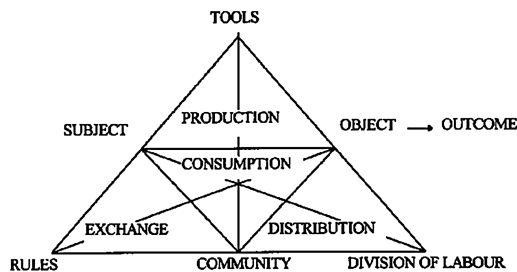 TOOLS
PRODUCTION
SUBJECT
OBJECT → OUTCOME
CONSUMPTION
EXCHANGE
DISTRIBUTION
RULES
COMMUNITY
DIVISION OF LABOUR